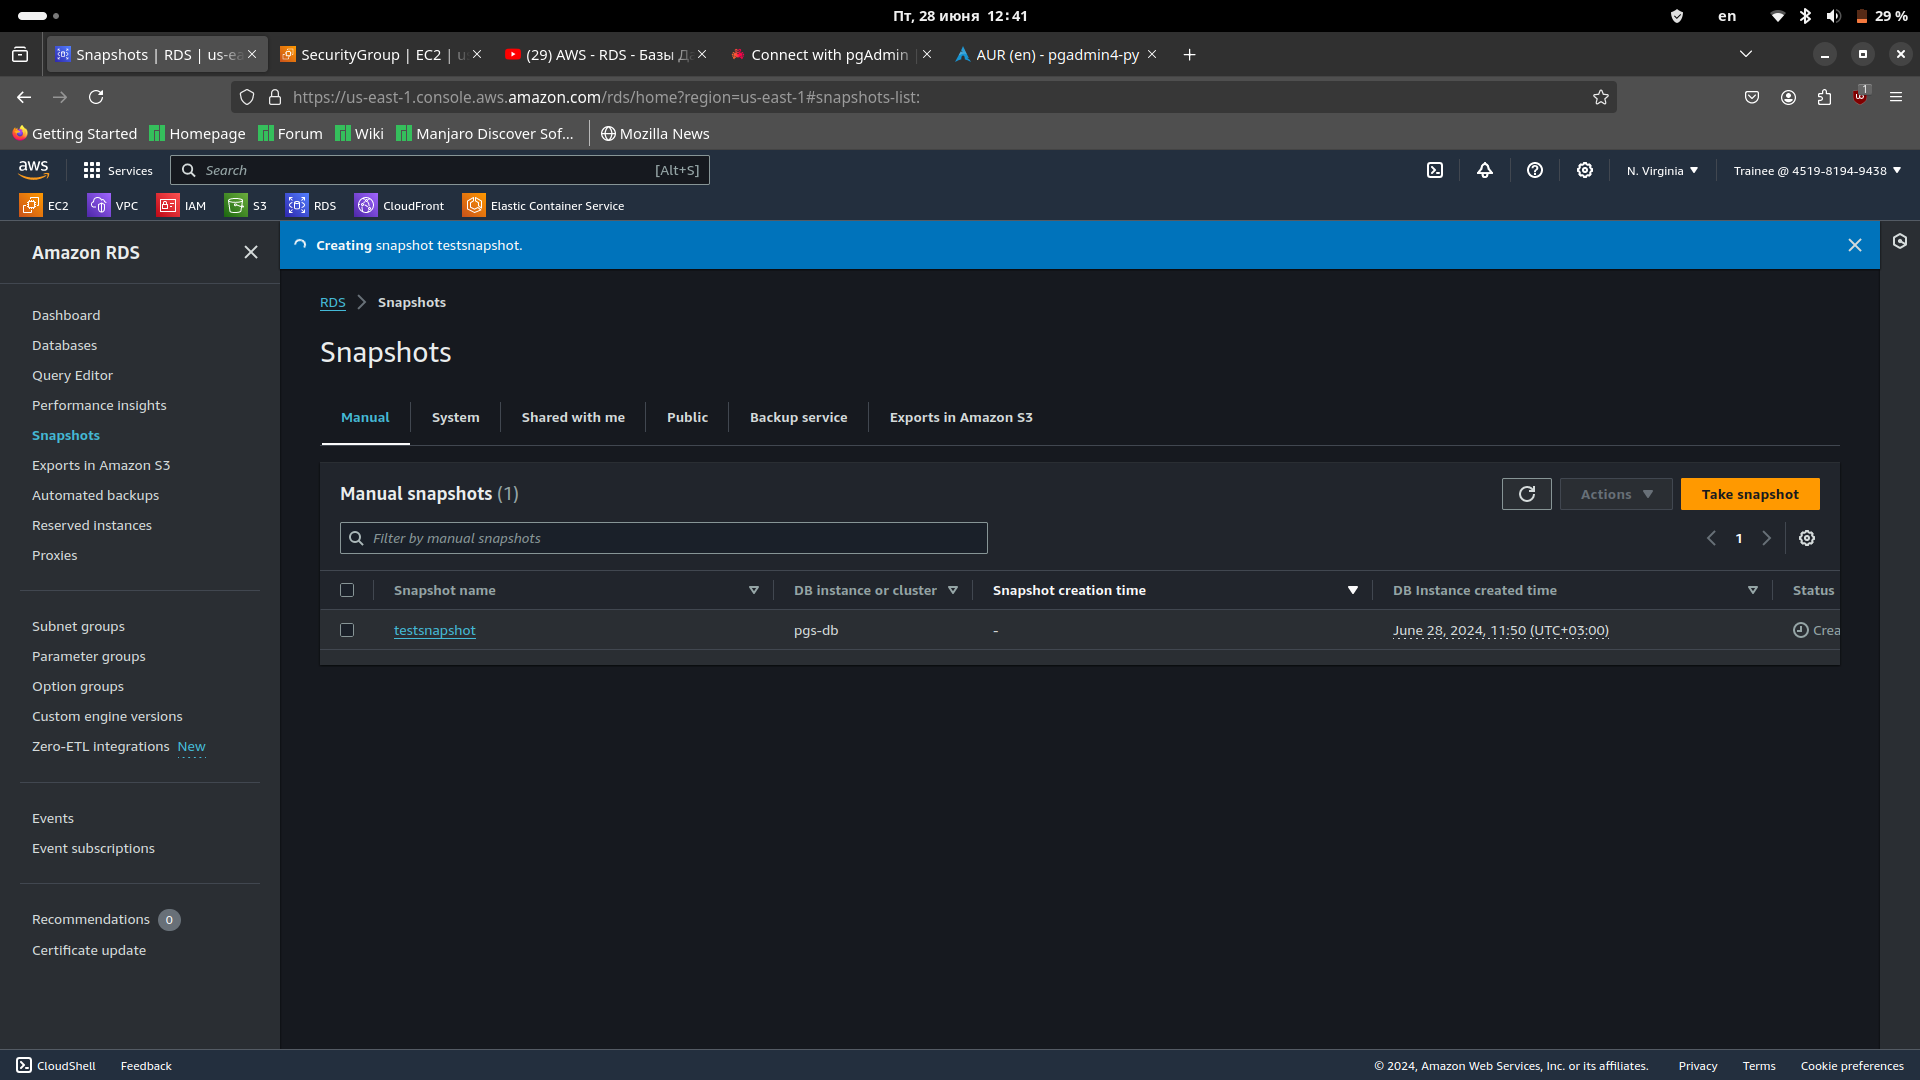 Пт, 28 июня 12:41
en
29 %
Snapshots | RDS | us-ea
SecurityGroup | EC2 | u
(29) AWS - RDS - Базы Да
Connect with pgAdmin
AUR (en) - pgadmin4-py
https://us-east-1.console.aws.amazon.com/rds/home?region=us-east-1#snapshots-list:
1
Getting Started
Homepage
Forum
Wiki
Manjaro Discover Sof...
Mozilla News
aws
Services
Search
[Alt+S]
N. Virginia
Trainee @ 4519-8194-9438
EC2
VPC
IAM
S3
RDS
CloudFront
Elastic Container Service
Amazon RDS
Dashboard
Databases
Query Editor
Performance insights
Snapshots
Exports in Amazon S3
Automated backups
Reserved instances
Proxies
Subnet groups
Parameter groups
Option groups
Custom engine versions
Zero-ETL integrations New
Events
Event subscriptions
Recommendations 0
Certificate update
Creating snapshot testsnapshot.
RDS
Snapshots
Snapshots
Manual
System
Shared with me
Public
Backup service
Exports in Amazon S3
Manual snapshots (1)
Actions
Take snapshot
Filter by manual snapshots
1
Snapshot name
DB instance or cluster
Snapshot creation time
DB Instance created time
Status
testsnapshot
pgs-db
-
June 28, 2024, 11:50 (UTC+03:00)
Crea
CloudShell
Feedback
© 2024, Amazon Web Services, Inc. or its affiliates.
Privacy
Terms
Cookie preferences